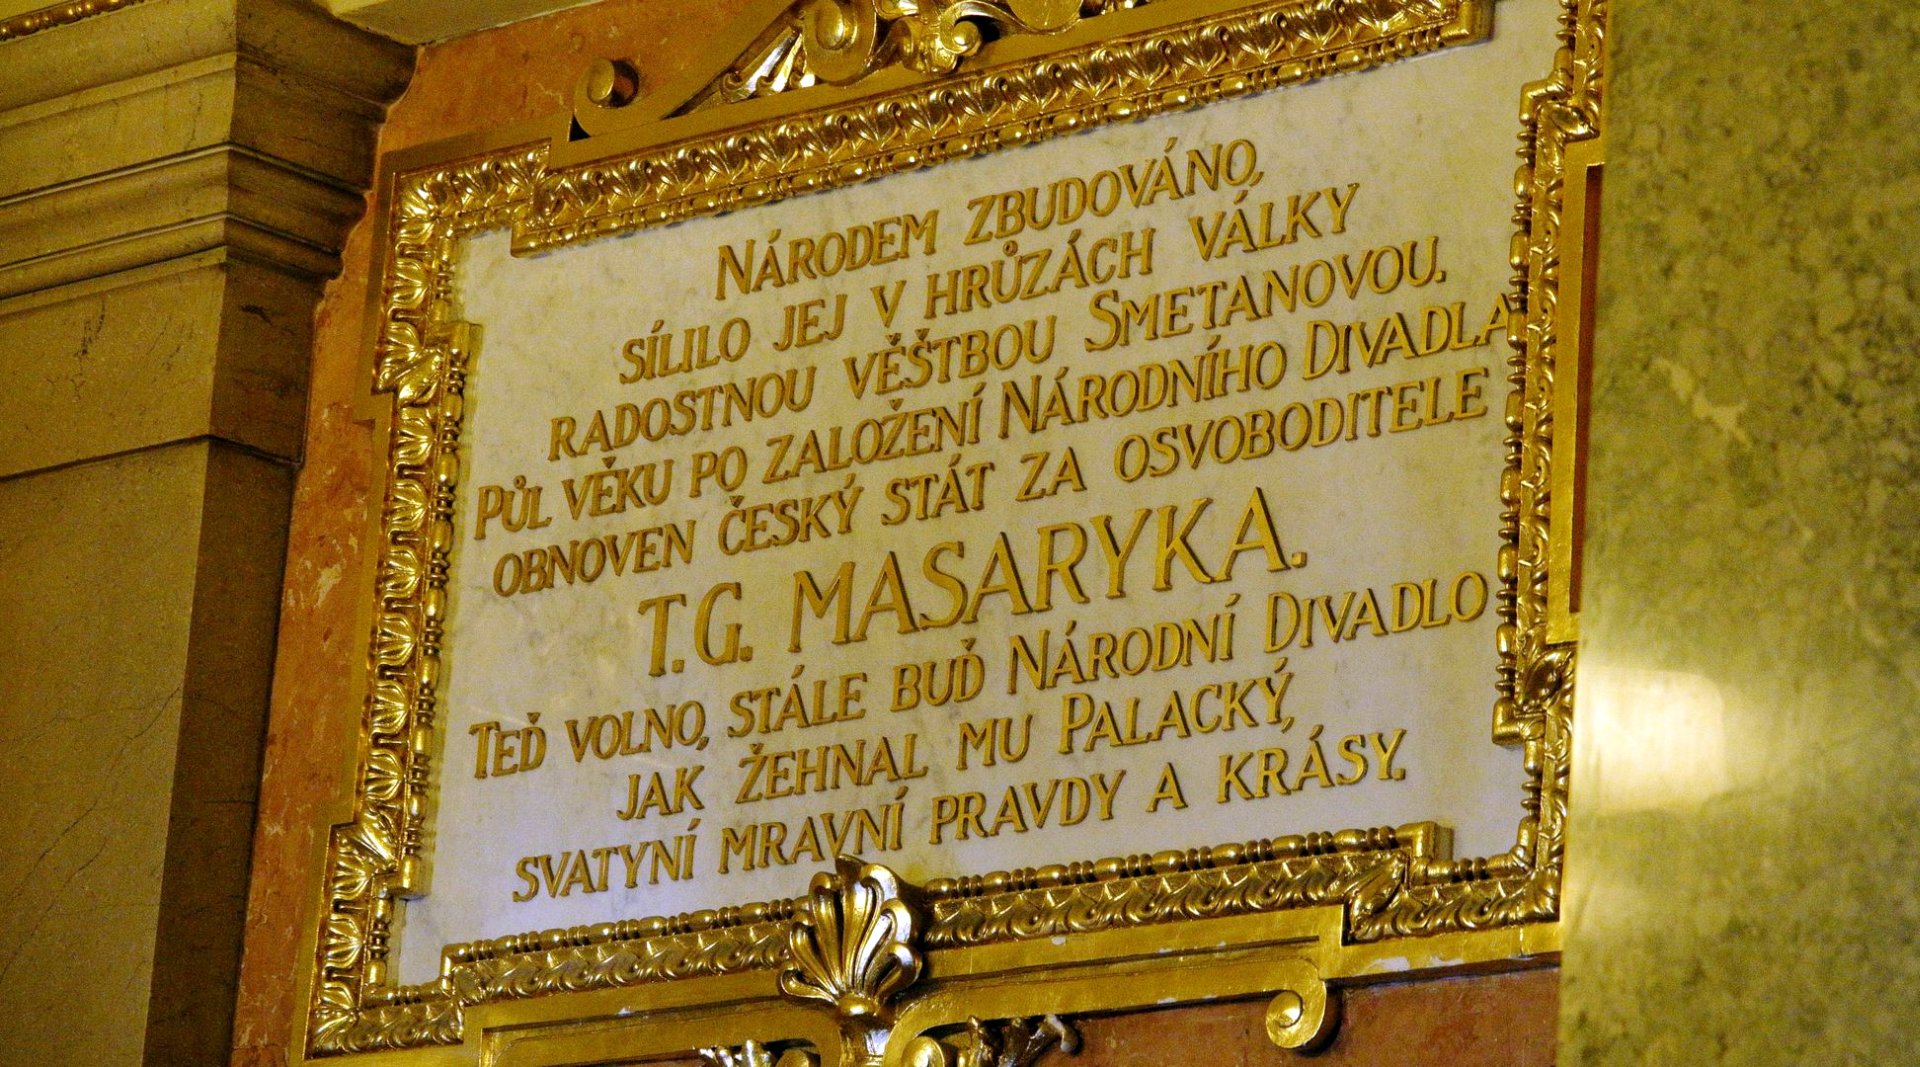 NÁRODEM ZBUDOVÁNO,
SÍLILO JEJ V HRŮZÁCH VÁLKY
RADOSTNOU VĚŠTBOU SMETANOVOU.
PŮL VĚKU PO ZALOŽENÍ NÁRODNÍHO DIVADLA
OBNOVEN ČESKÝ STÁT ZA OSVOBODITELE
T.G. MASARYKA.
TEĎ VOLNO, STÁLE BUĎ NÁRODNÍ DIVADLO
JAK ŽEHNAL MU PALACKÝ,
SVATYNÍ MRAVNÍ PRAVDY A KRÁSY.